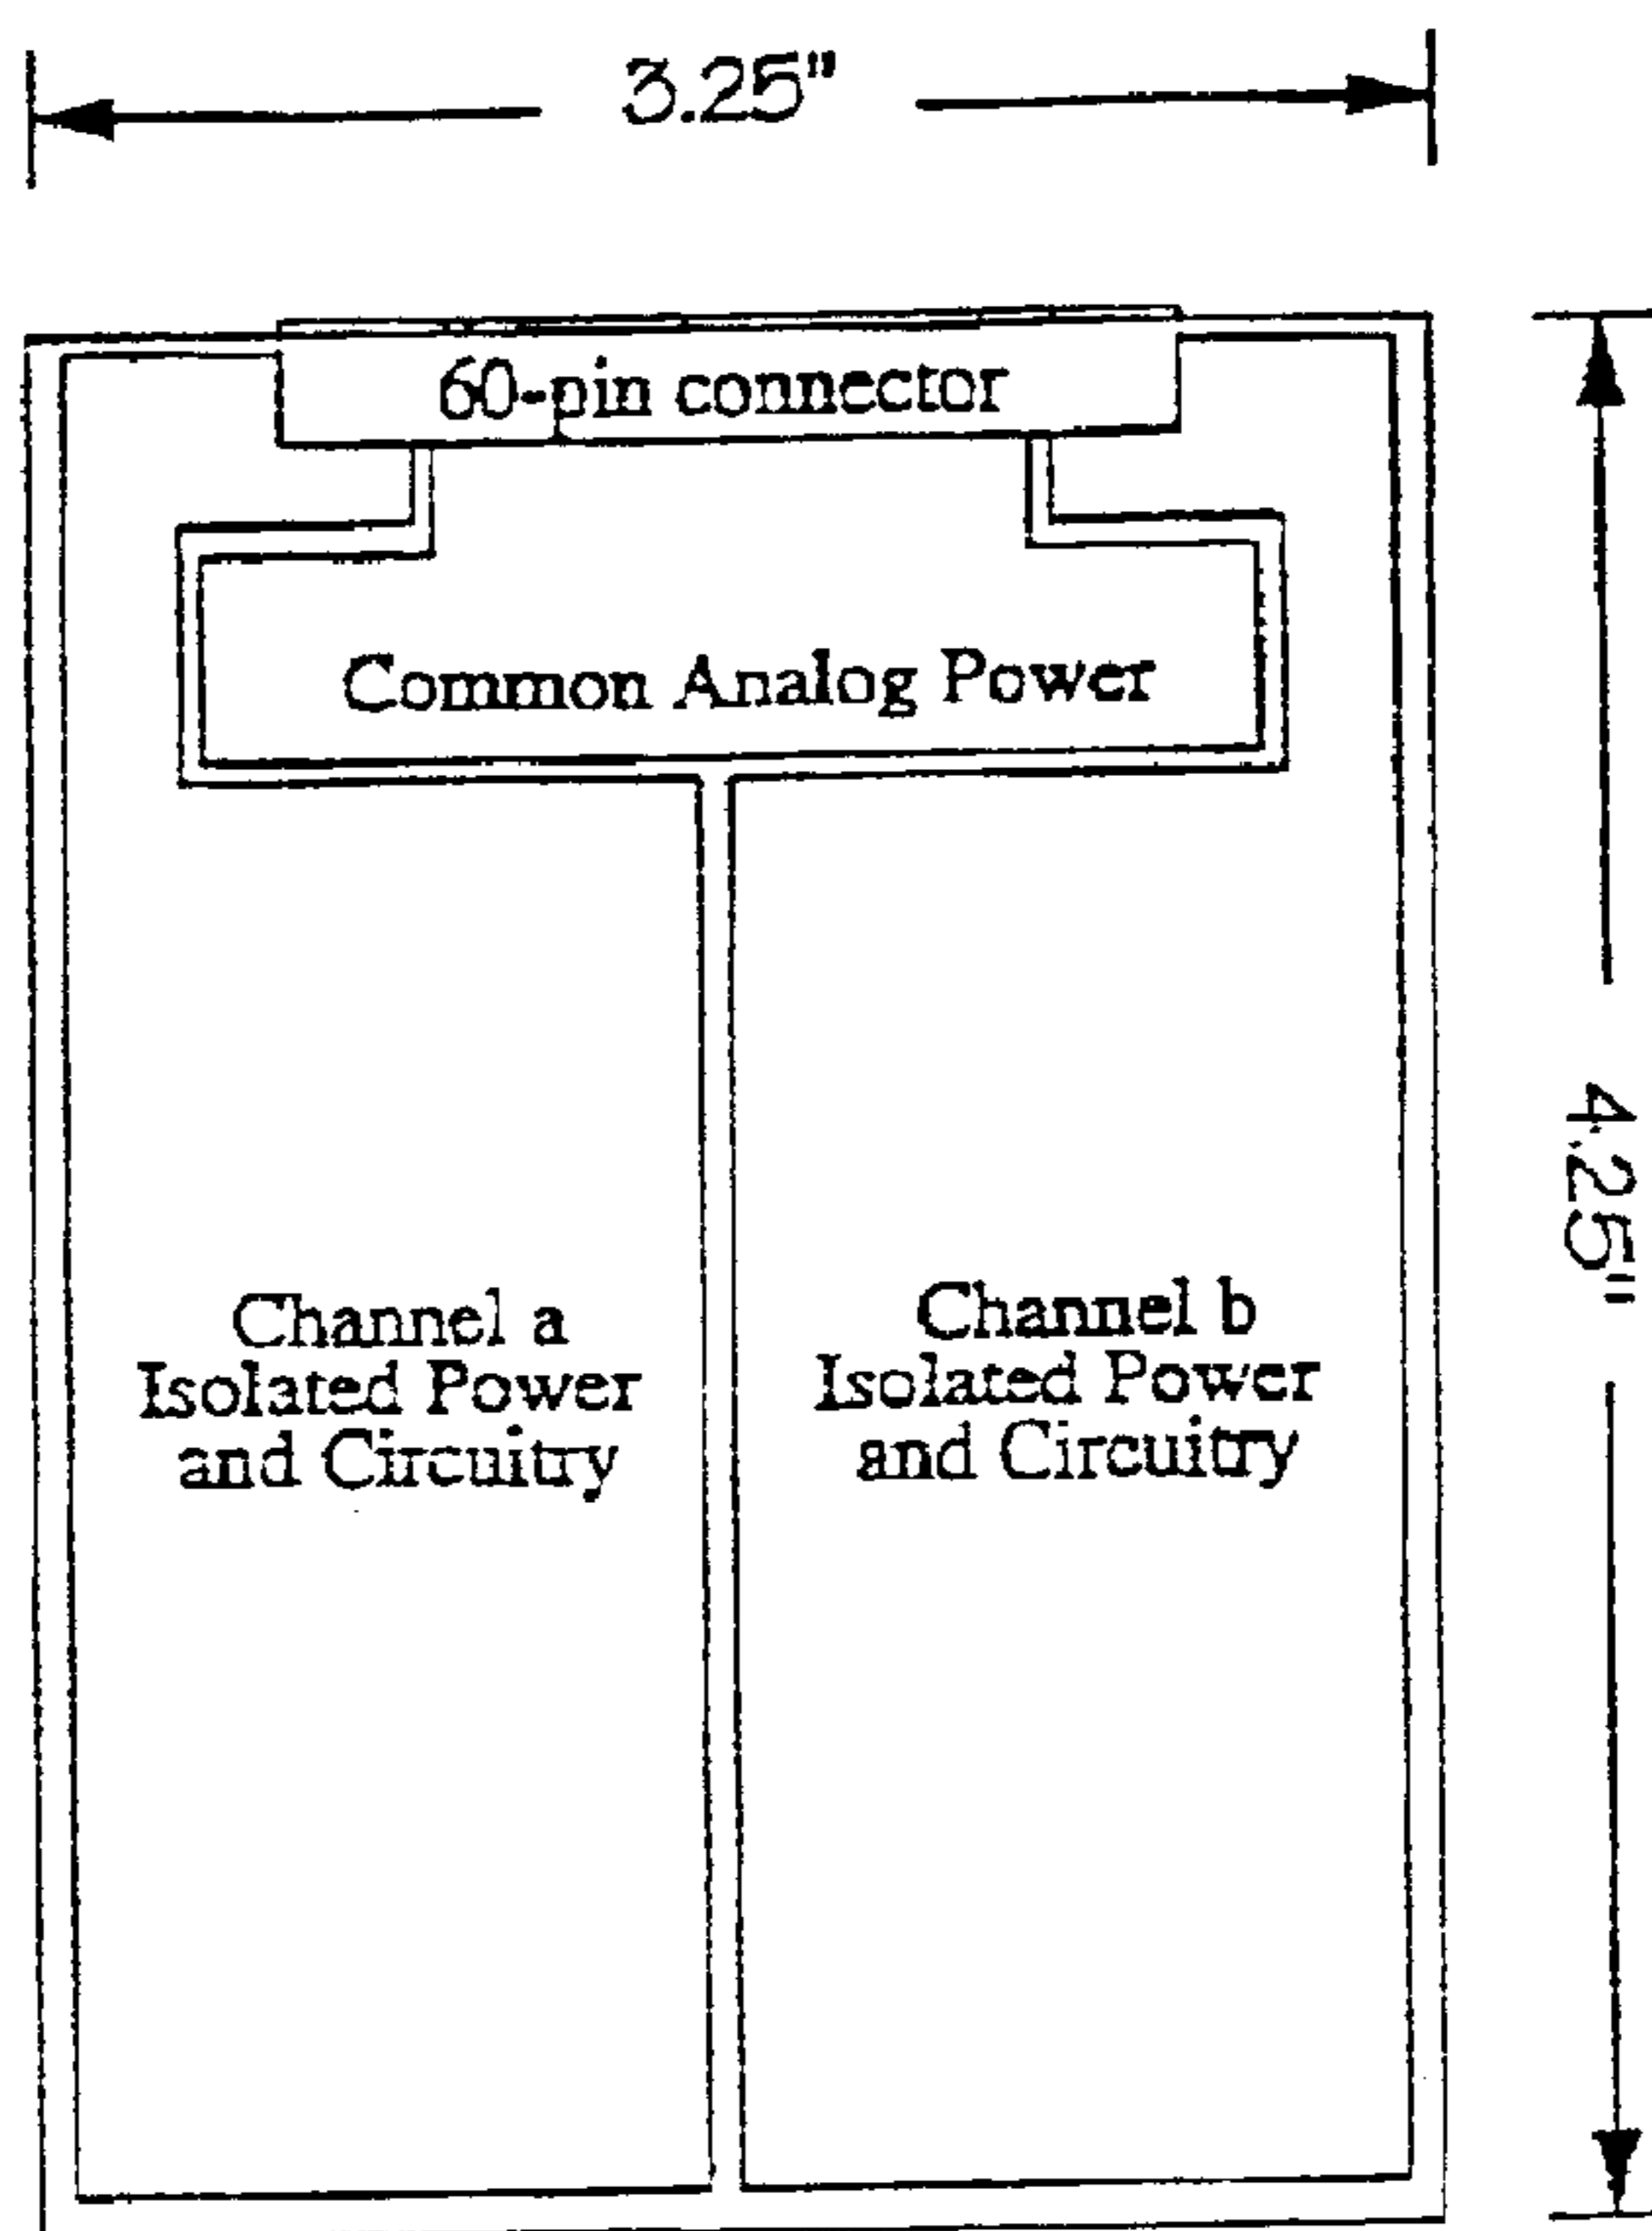 3.25"
60-pin connector
Common Analog Power
4.25"
Channel a
Isolated Power
and Circuitry
Channel b
Isolated Power
and Circuitry